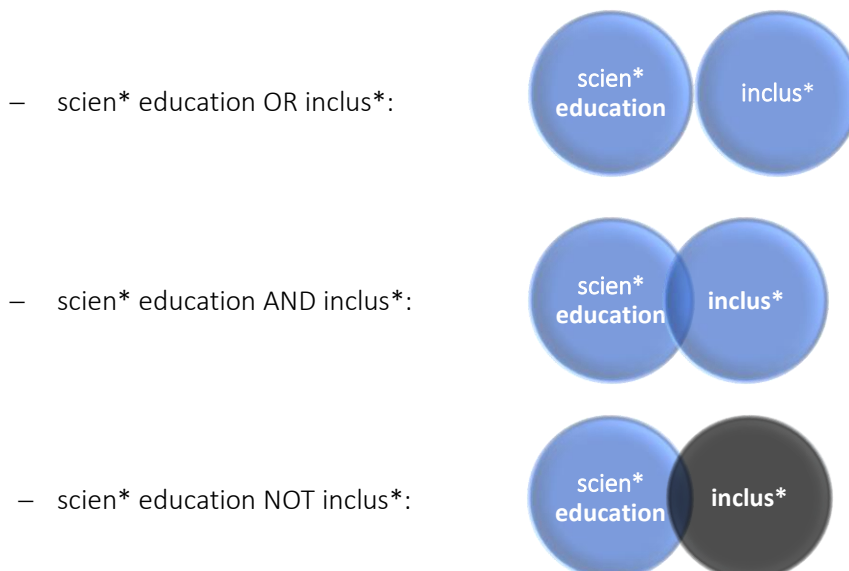 – scien* education OR inclus*:
scien*
education
inclus*
– scien* education AND inclus*:
scien*
education
inclus*
– scien* education NOT inclus*:
scien*
education
inclus*